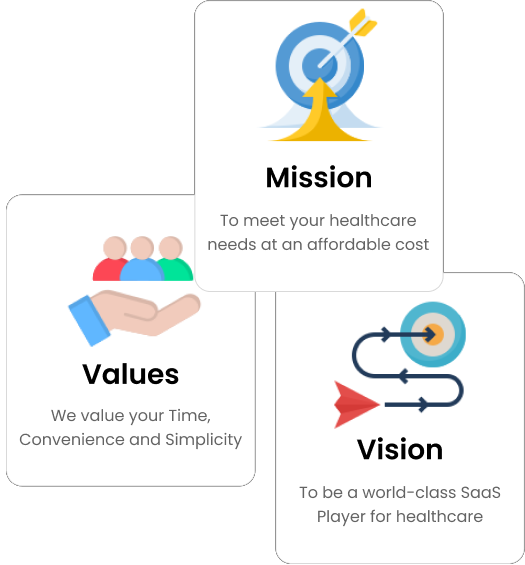 Mission
To meet your healthcare
needs at an affordable cost
Values
We value your Time,
Convenience and Simplicity
Vision
To be a world-class SaaS
Player for healthcare